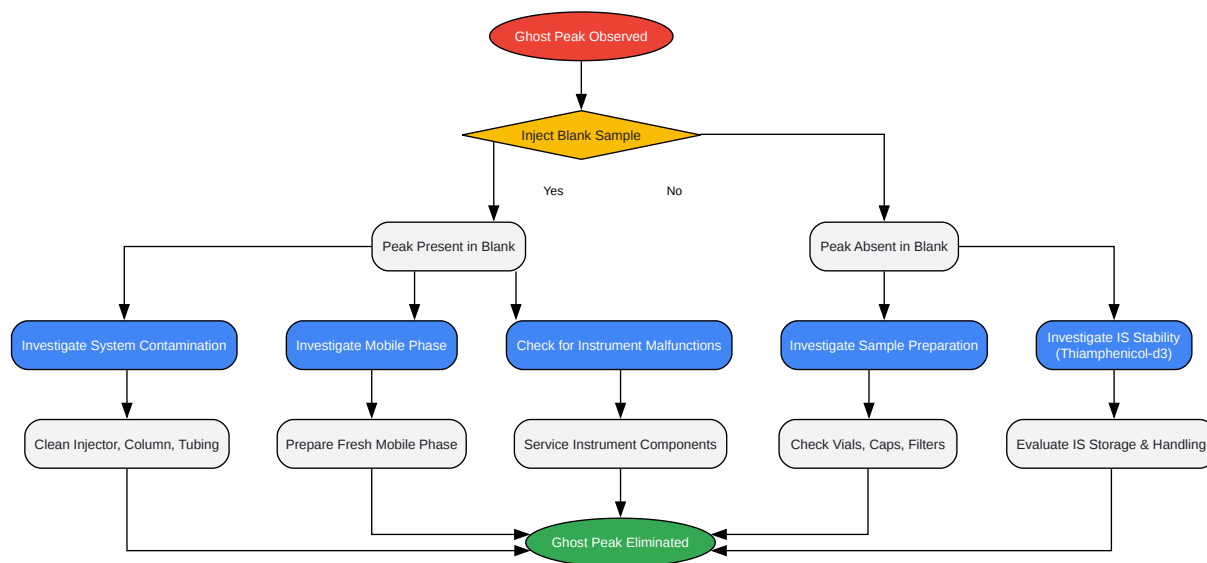 Ghost Peak Observed
Inject Blank Sample
Yes
No
Peak Present in Blank
Peak Absent in Blank
Investigate System Contamination
Investigate Mobile Phase
Check for Instrument Malfunctions
Investigate Sample Preparation
Investigate IS Stability
(Thiamphenicol-d3)
Clean Injector, Column, Tubing
Prepare Fresh Mobile Phase
Service Instrument Components
Check Vials, Caps, Filters
Evaluate IS Storage & Handling
Ghost Peak Eliminated